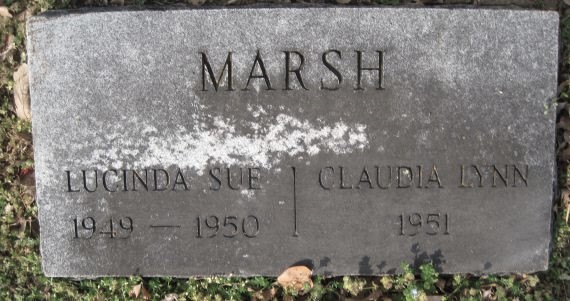 MARSH
LUCINDA SUE | CLAUDIA LYNN
1949 — 1950 | 1951